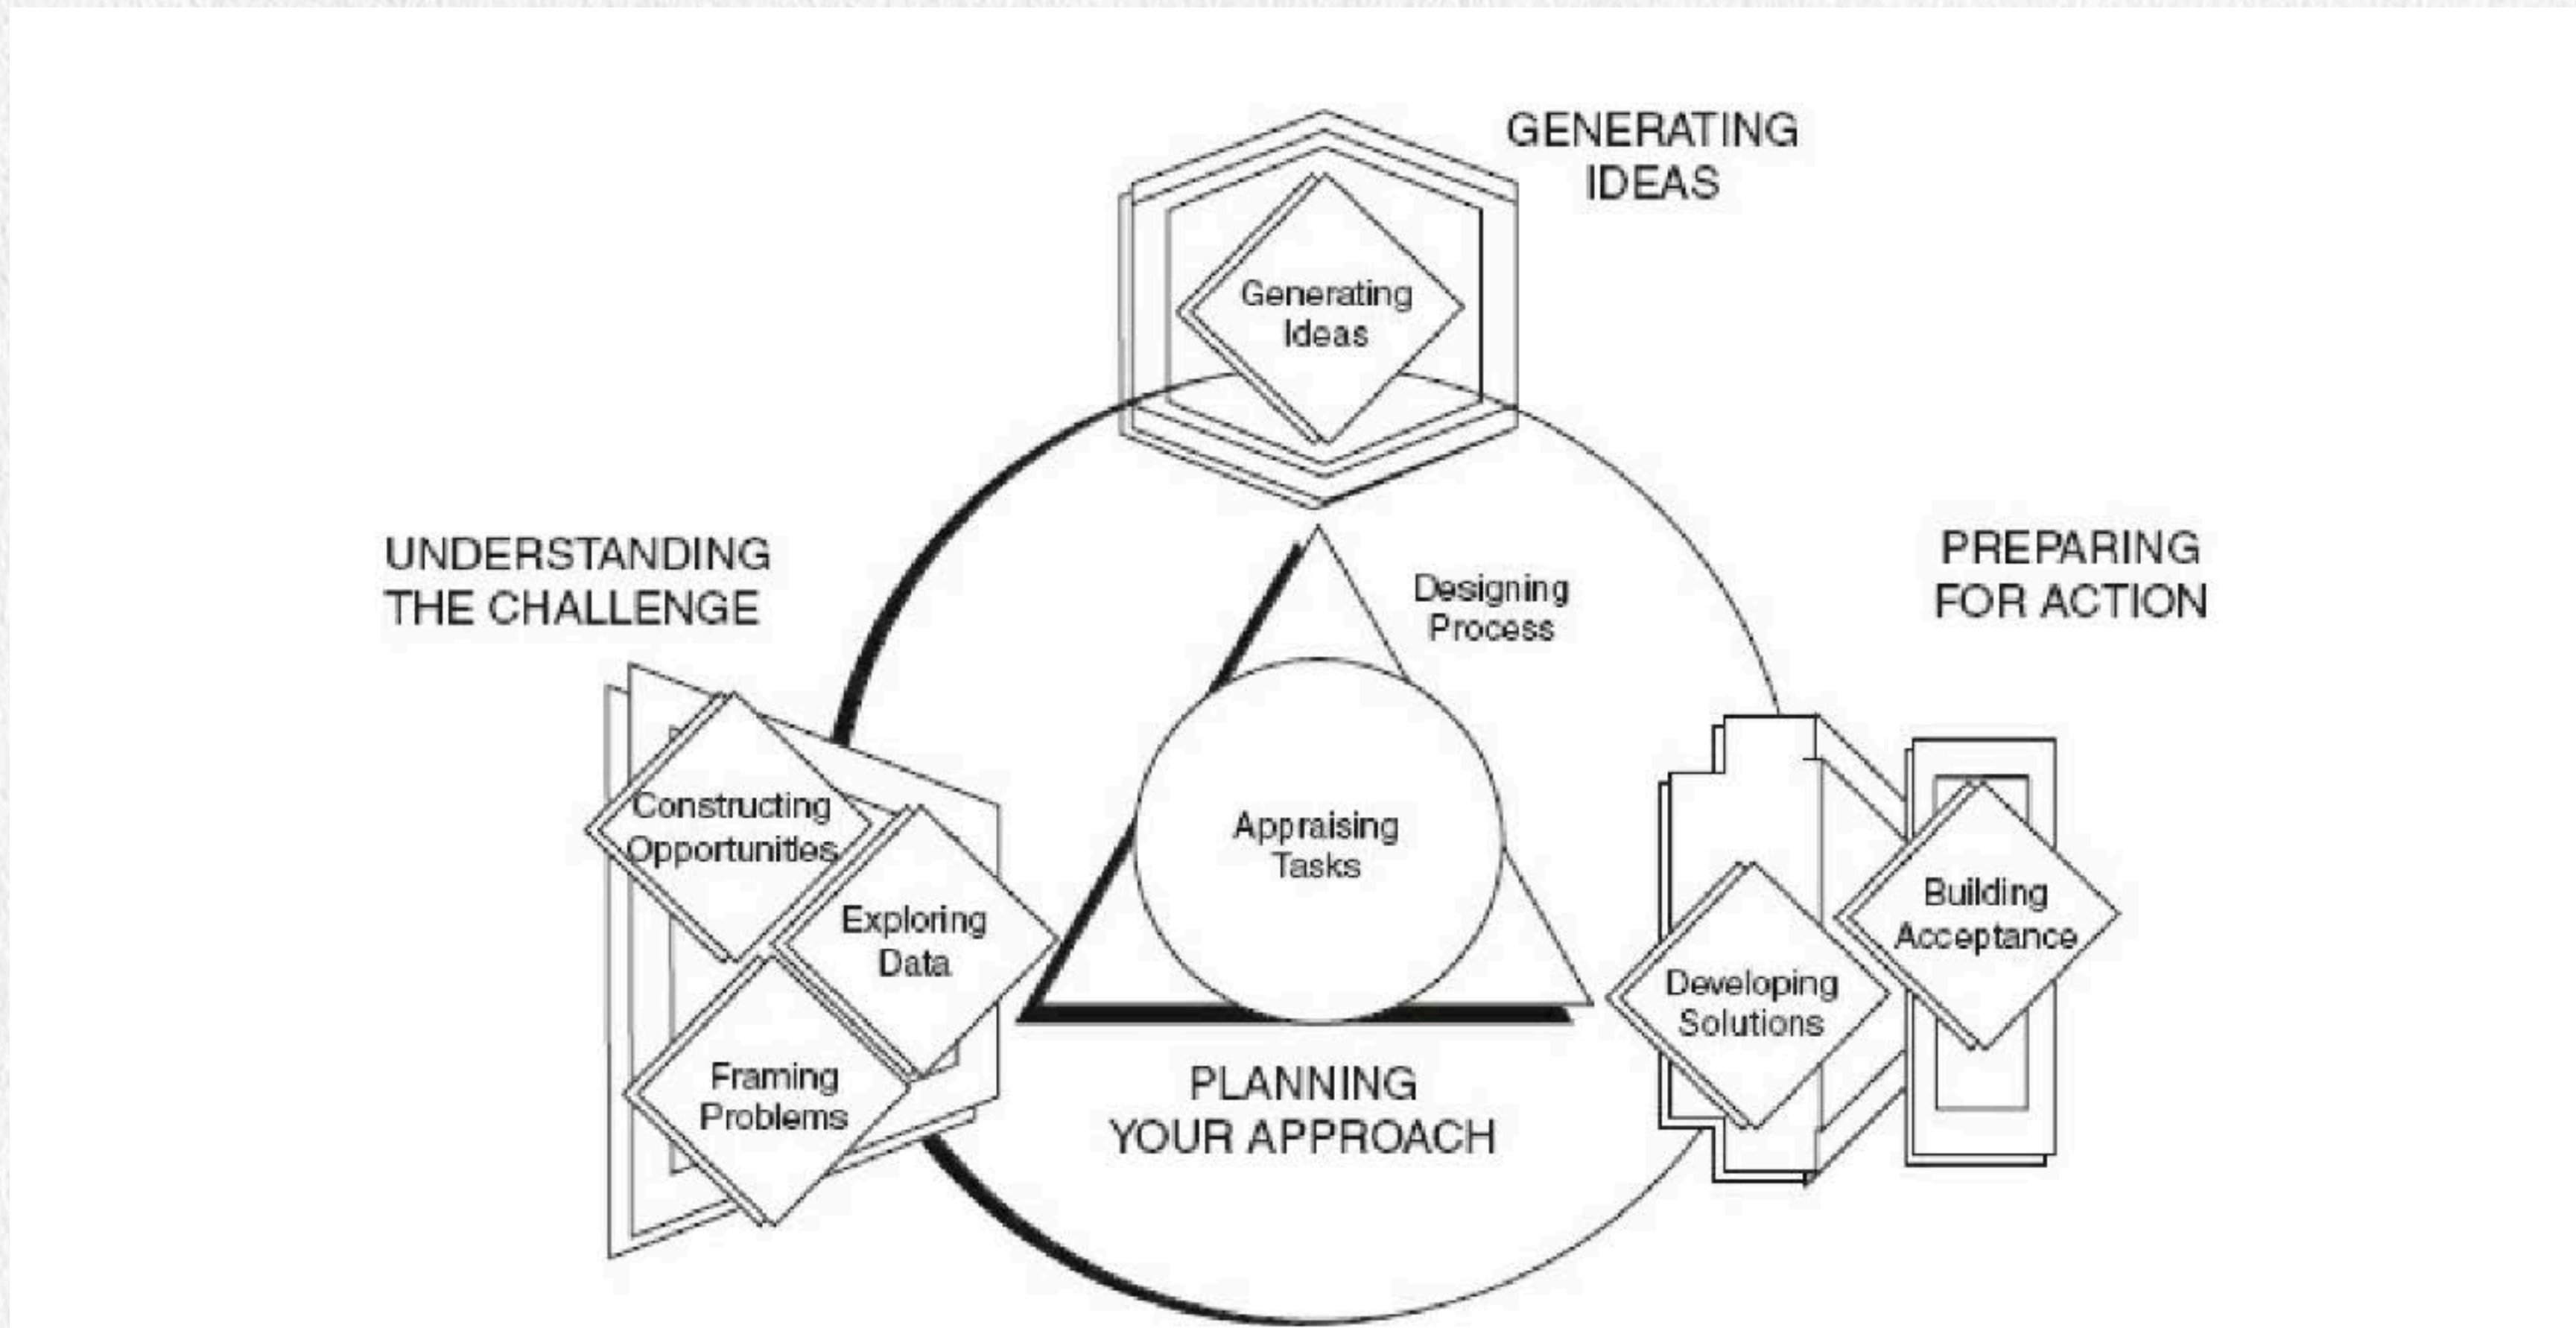 GENERATING
IDEAS
Generating
Ideas
UNDERSTANDING
THE CHALLENGE
PREPARING
FOR ACTION
Designing
Process
Constructing
Opportunities
Exploring
Data
Framing
Problems
Appraising
Tasks
Building
Acceptance
Developing
Solutions
PLANNING
YOUR APPROACH